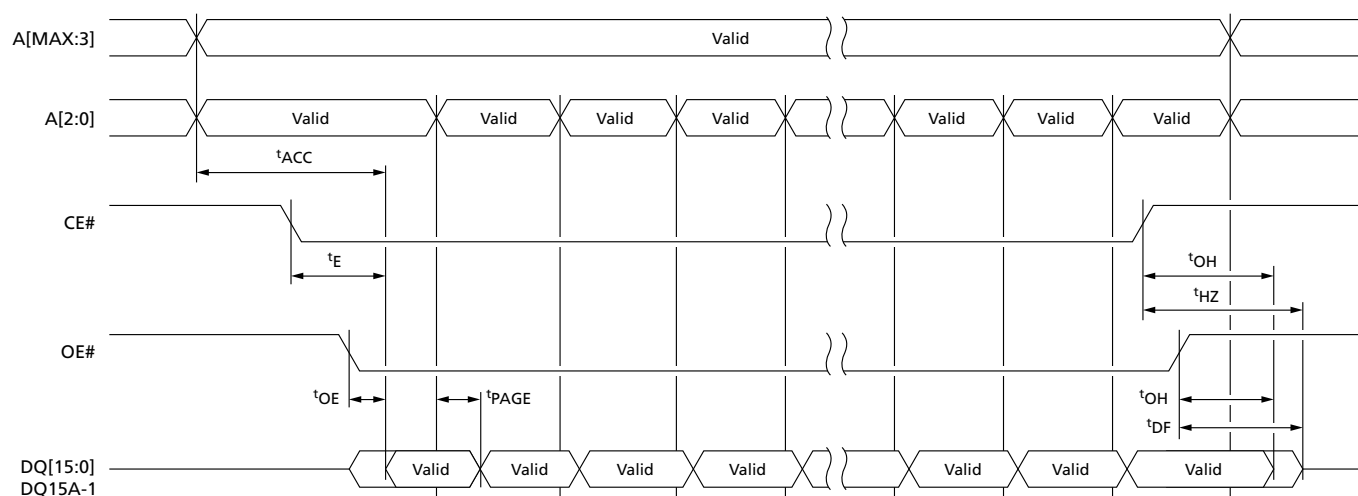 A[MAX:3]
Valid
A[2:0]
Valid Valid Valid Valid Valid Valid Valid
tACC
CE#
tE
tOH
tHZ
OE#
tOE
tPAGE
tOH
tDF
DQ[15:0]
DQ15A-1
Valid Valid Valid Valid Valid Valid Valid